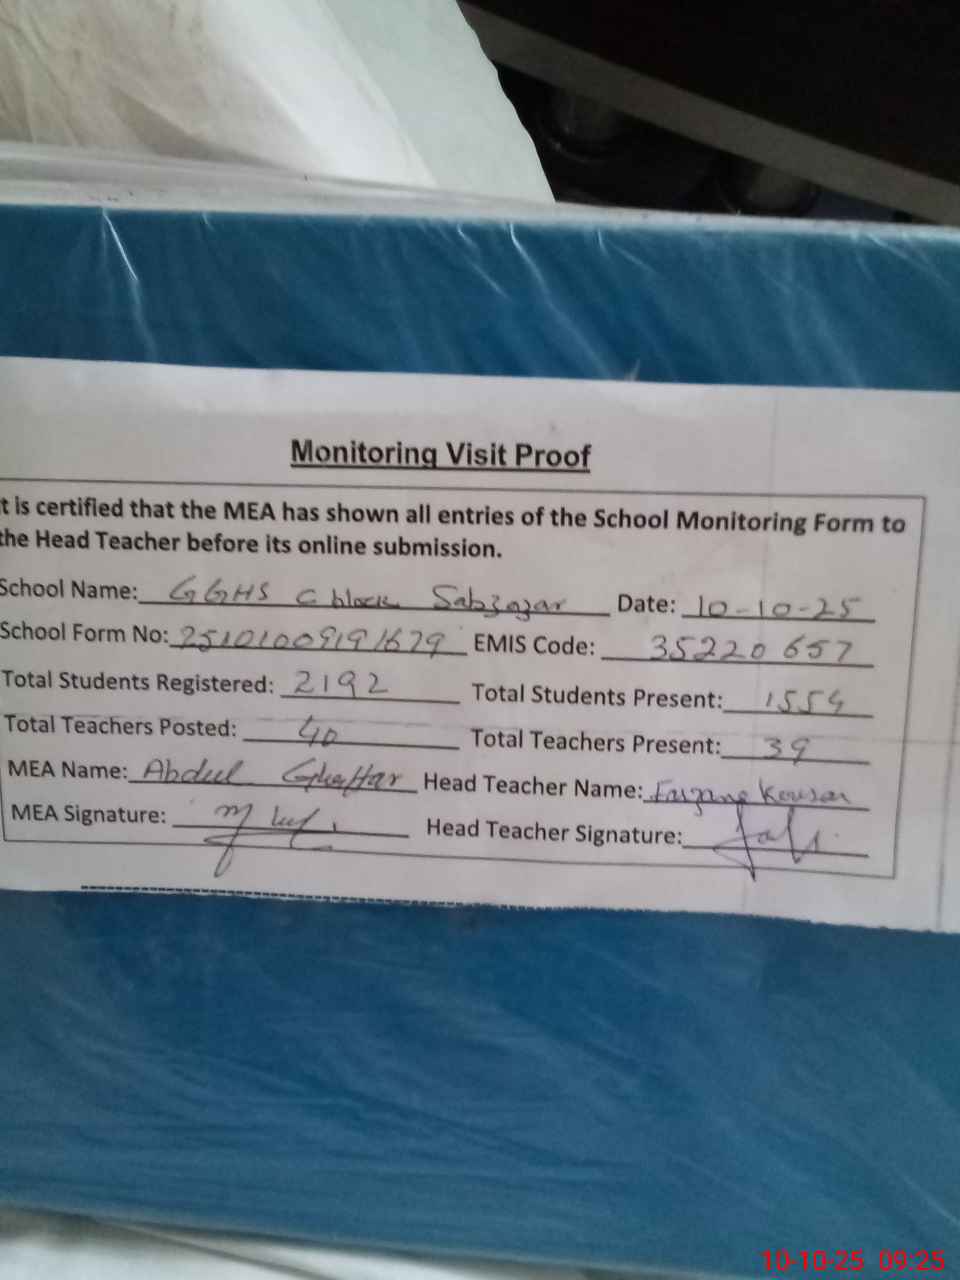 Monitoring Visit Proof
t is certified that the MEA has shown all entries of the School Monitoring Form to
the Head Teacher before its online submission.
School Name: GGHS C block Sabzazar Date: 10-10-25
School Form No: 25101009191679 EMIS Code: 35220657
Total Students Registered: 2192 Total Students Present: 1554
Total Teachers Posted: 40 Total Teachers Present: 39
MEA Name: Abdul Ghaffar Head Teacher Name: Farzana Kousar
MEA Signature: Head Teacher Signature:
10-10-25 09:25